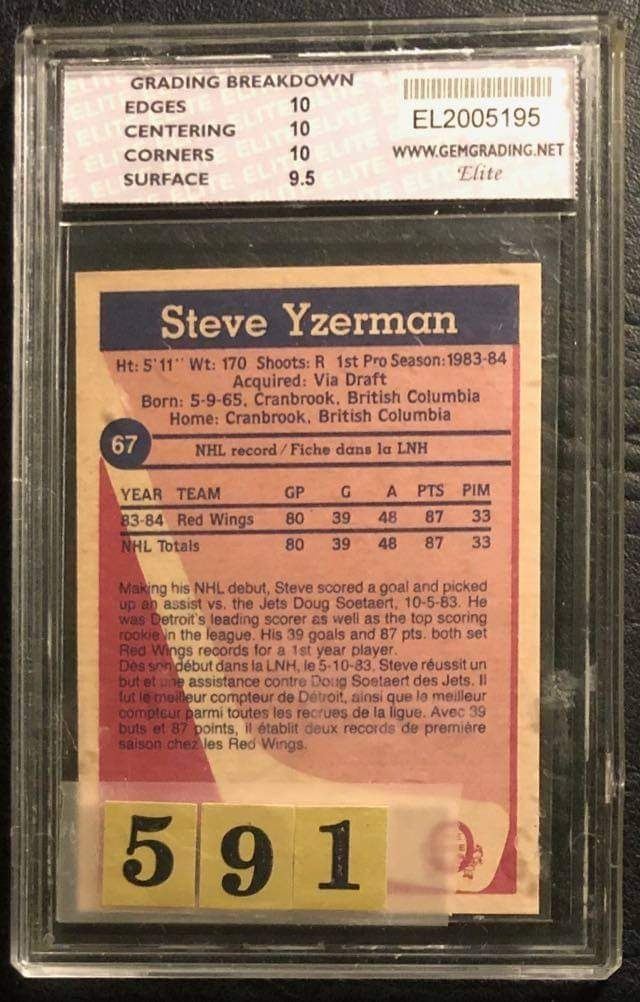 GRADING BREAKDOWN
EDGES 10
CENTERING 10
CORNERS 10
SURFACE 9.5
EL2005195
WWW.GEMGRADING.NET
Elite
Steve Yzerman
Ht: 5'11" Wt: 170 Shoots: R 1st Pro Season: 1983-84
Acquired: Via Draft
Born: 5-9-65, Cranbrook, British Columbia
Home: Cranbrook, British Columbia
67
NHL record/Fiche dans la LNH
YEAR TEAM GP G A PTS PIM
83-84 Red Wings 80 39 48 87 33
NHL Totals 80 39 48 87 33
Making his NHL debut, Steve scored a goal and picked
up an assist vs. the Jets Doug Soetaert, 10-5-83. He
was Detroit's leading scorer as well as the top scoring
rookie in the league. His 39 goals and 87 pts. both set
Red Wings records for a 1st year player.
Dès son début dans la LNH, le 5-10-83, Steve réussit un
but et une assistance contre Doug Soetaert des Jets. Il
fut le meilleur compteur de Détroit, ainsi que le meilleur
compteur parmi toutes les recrues de la ligue. Avec 39
buts et 87 points, il établit deux records de première
saison chez les Red Wings.
591